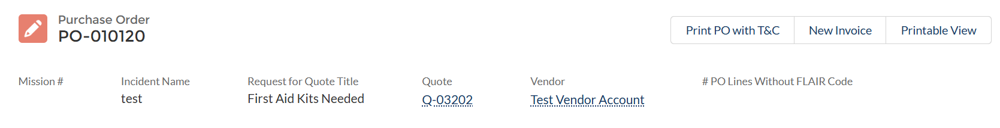 Purchase Order
PO-010120
Print PO with T&C
New Invoice
Printable View
Mission #
Incident Name
test
Request for Quote Title
First Aid Kits Needed
Quote
Q-03202
Vendor
Test Vendor Account
# PO Lines Without FLAIR Code